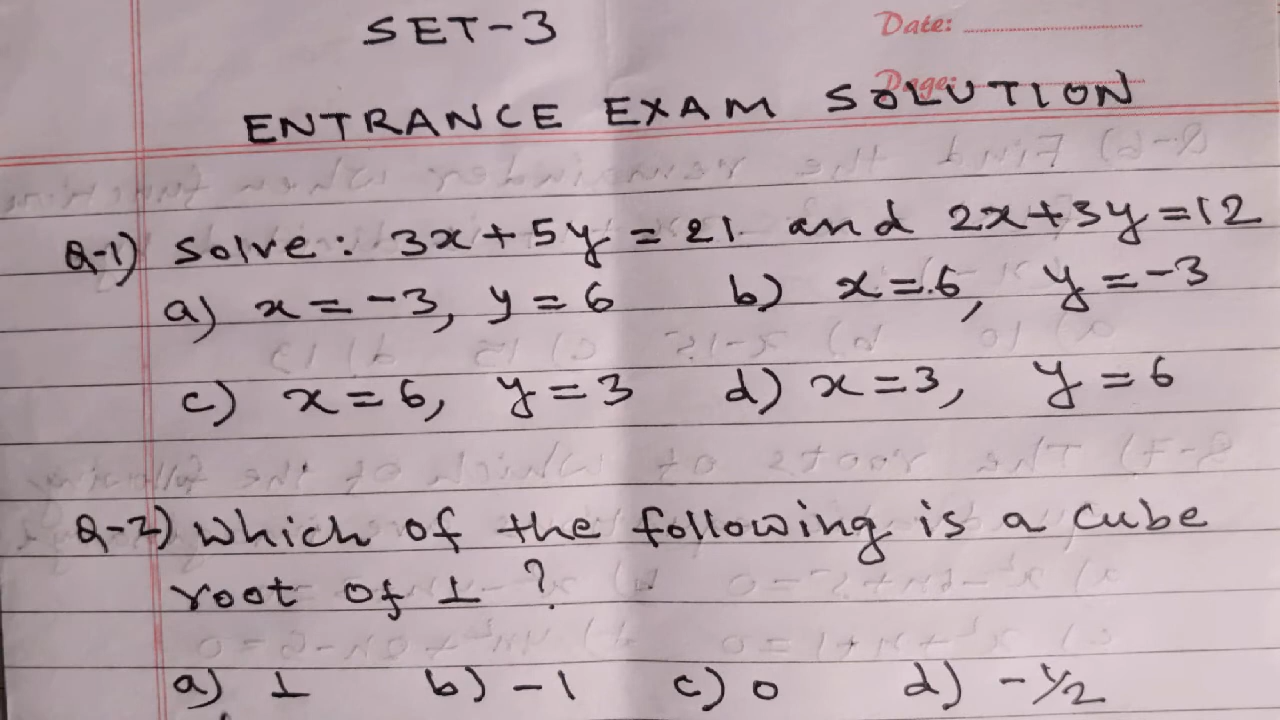 SET-3
Date:
Page:
ENTRANCE EXAM SOLUTION
Q-1) Solve: 3x+5y=21 and 2x+3y=12
a) x=-3, y=6 b) x=6, y=-3
c) x=6, y=3 d) x=3, y=6
Q-2) Which of the following is a cube
root of 1 ?
a) 1 b) -1 c) 0 d) -1/2